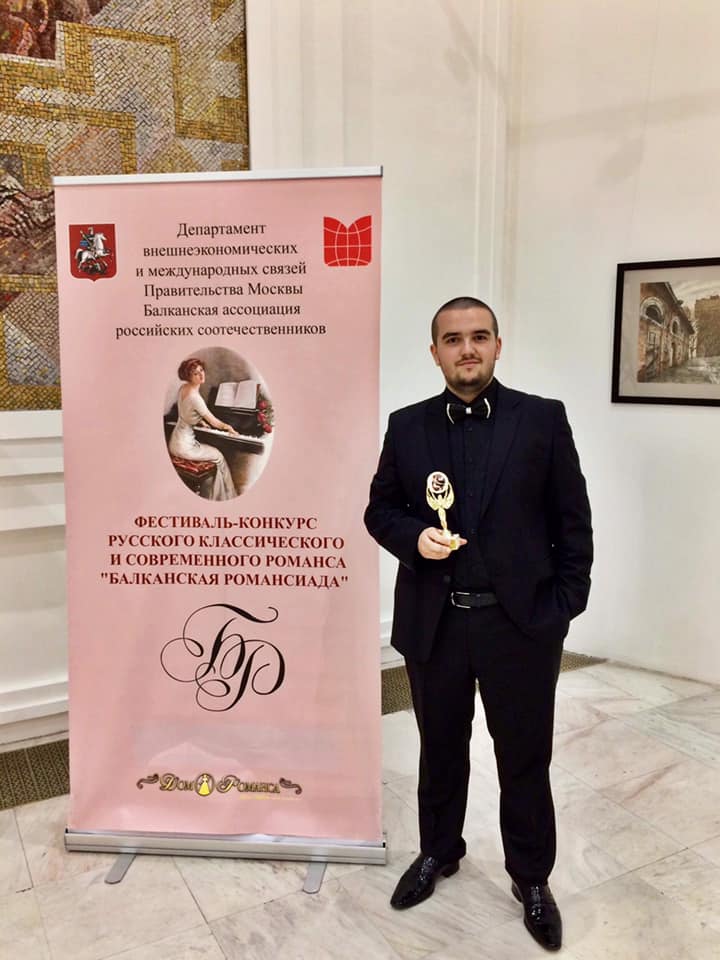 Департамент
внешнеэкономических
и международных связей
Правительства Москвы
Балканская ассоциация
российских соотечественников
ФЕСТИВАЛЬ-КОНКУРС
РУССКОГО КЛАССИЧЕСКОГО
И СОВРЕМЕННОГО РОМАНСА
"БАЛКАНСКАЯ РОМАНСИАДА"
БР
Дом Романса